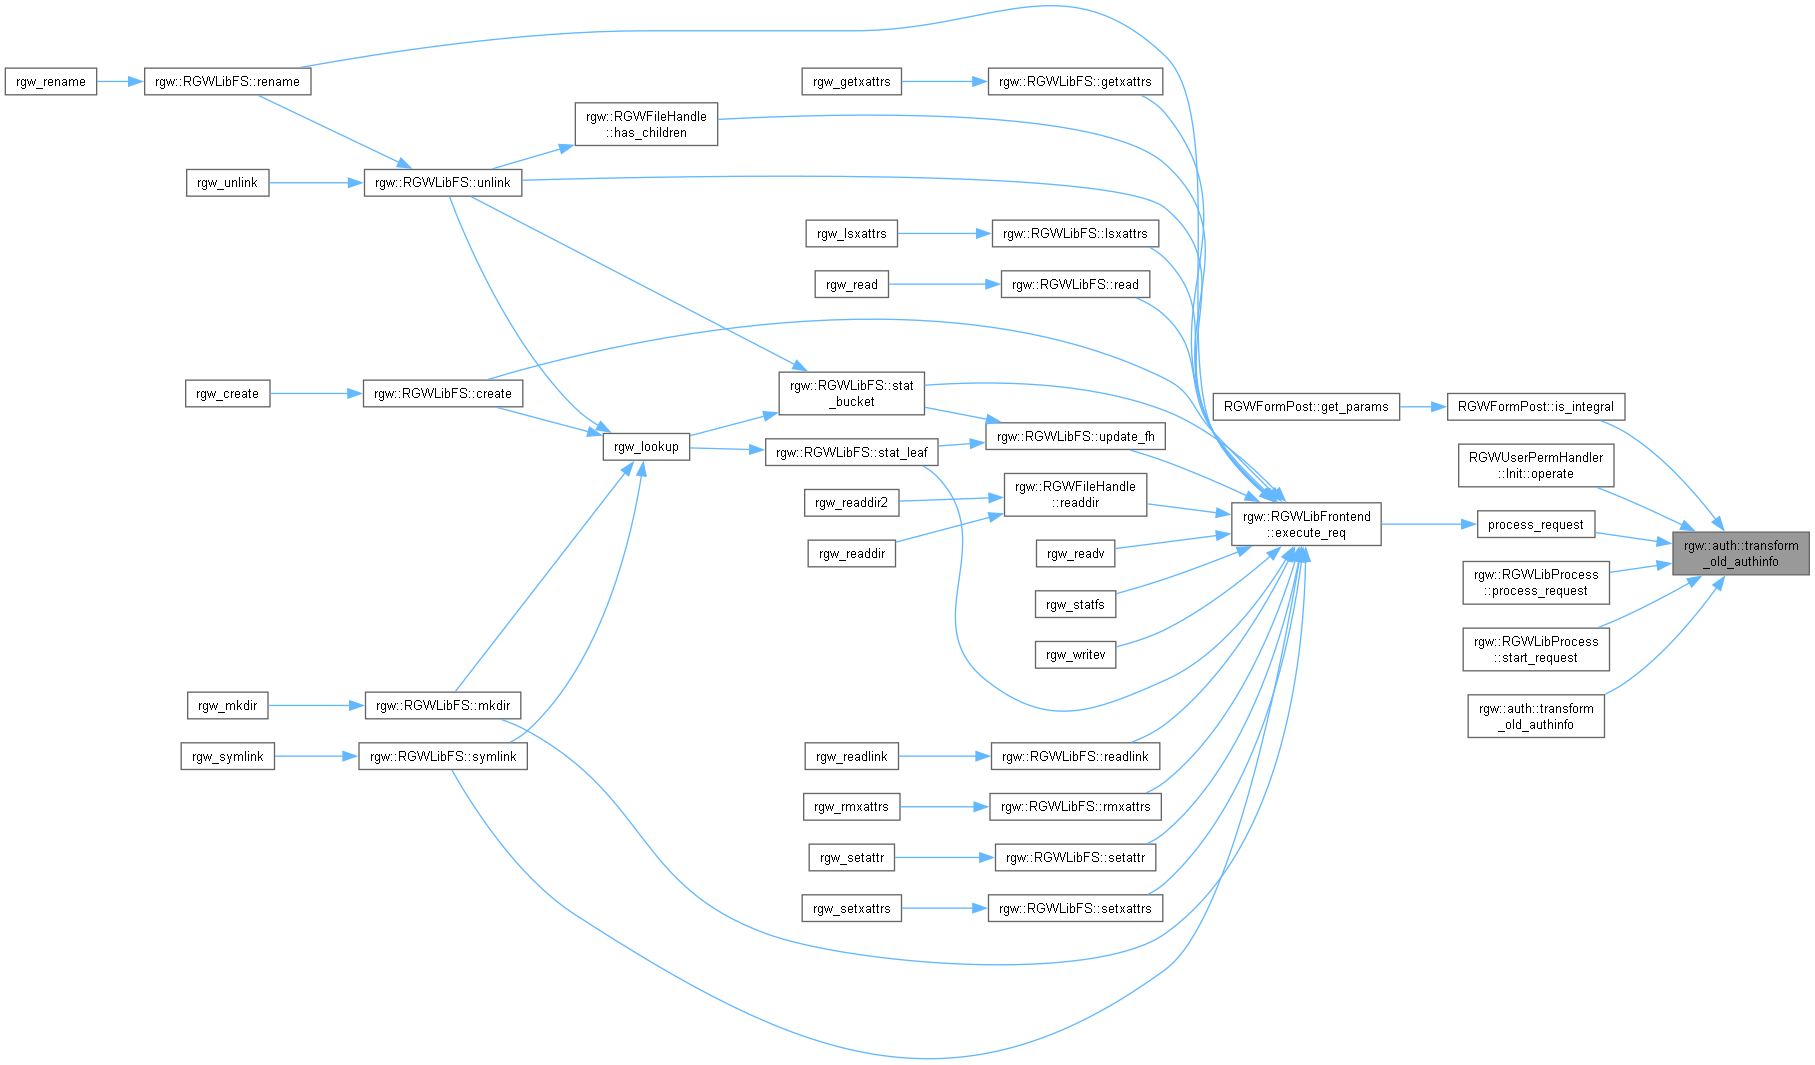 rgw_rename
rgw::RGWLibFS::rename
rgw_getxattrs
rgw::RGWLibFS::getxattrs
rgw::RGWFileHandle
::has_children
rgw_unlink
rgw::RGWLibFS::unlink
rgw_lsxattrs
rgw::RGWLibFS::lsxattrs
rgw_read
rgw::RGWLibFS::read
rgw_create
rgw::RGWLibFS::create
rgw::RGWLibFS::stat
_bucket
RGWFormPost::get_params
RGWFormPost::is_integral
rgw_lookup
rgw::RGWLibFS::stat_leaf
rgw::RGWLibFS::update_fh
RGWUserPermHandler
::Init::operate
rgw_readdir2
rgw::RGWFileHandle
::readdir
rgw::RGWLibFrontend
::execute_req
process_request
rgw_readdir
rgw_readv
rgw::auth::transform
_old_authinfo
rgw::RGWLibProcess
::process_request
rgw_statfs
rgw_writev
rgw::RGWLibProcess
::start_request
rgw_mkdir
rgw::RGWLibFS::mkdir
rgw::auth::transform
_old_authinfo
rgw_symlink
rgw::RGWLibFS::symlink
rgw_readlink
rgw::RGWLibFS::readlink
rgw_rmxattrs
rgw::RGWLibFS::rmxattrs
rgw_setattr
rgw::RGWLibFS::setattr
rgw_setxattrs
rgw::RGWLibFS::setxattrs